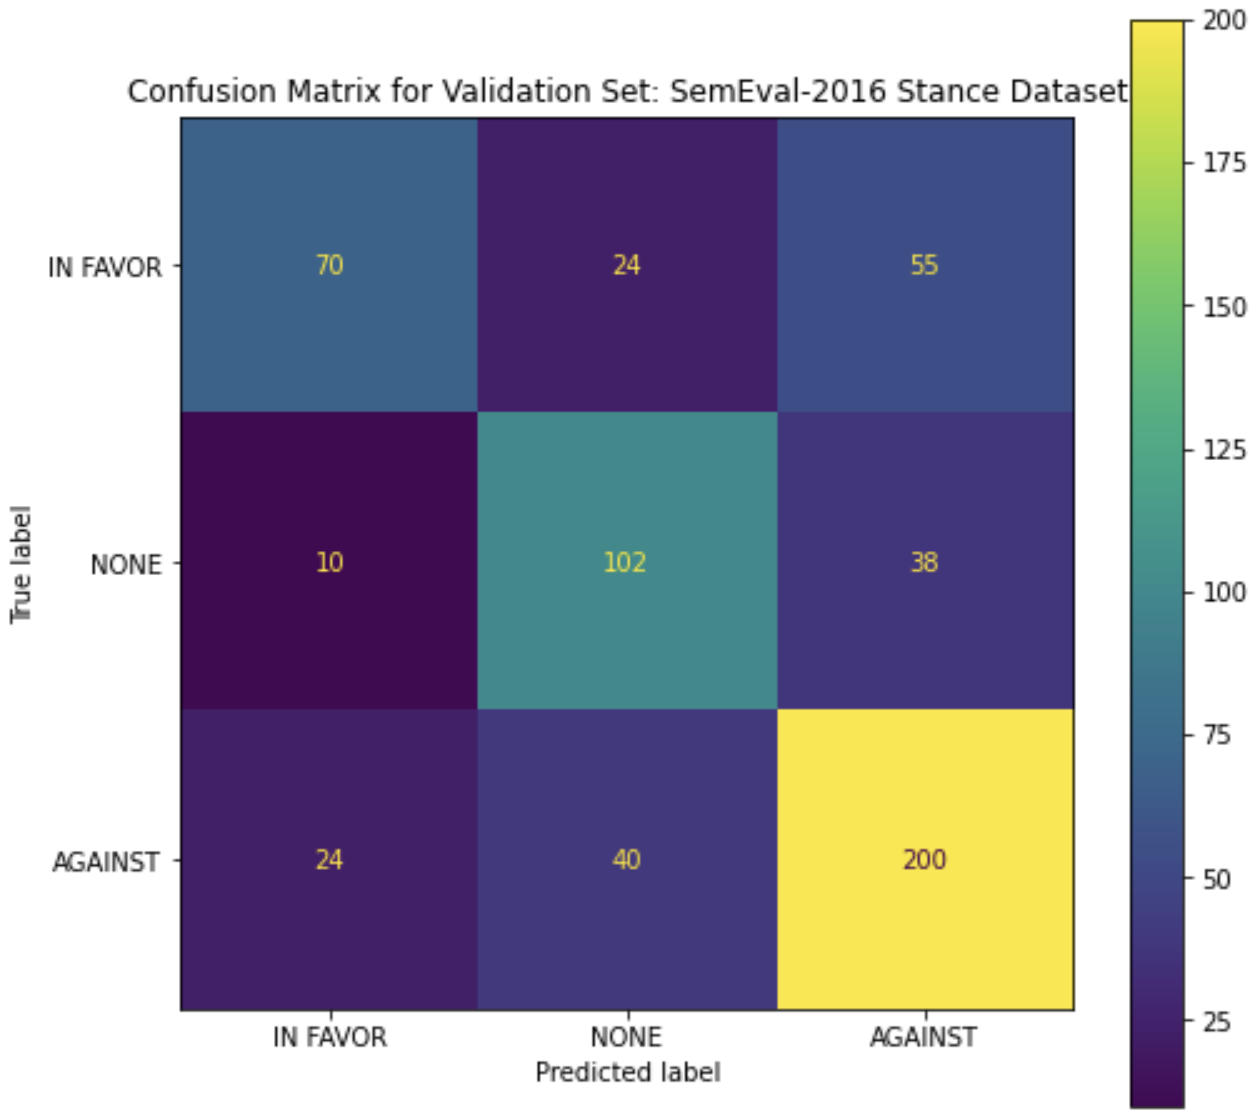 Confusion Matrix for Validation Set: SemEval-2016 Stance Dataset
True label
IN FAVOR 70 24 55
NONE 10 102 38
AGAINST 24 40 200
IN FAVOR NONE AGAINST
Predicted label
200
175
150
125
100
75
50
25